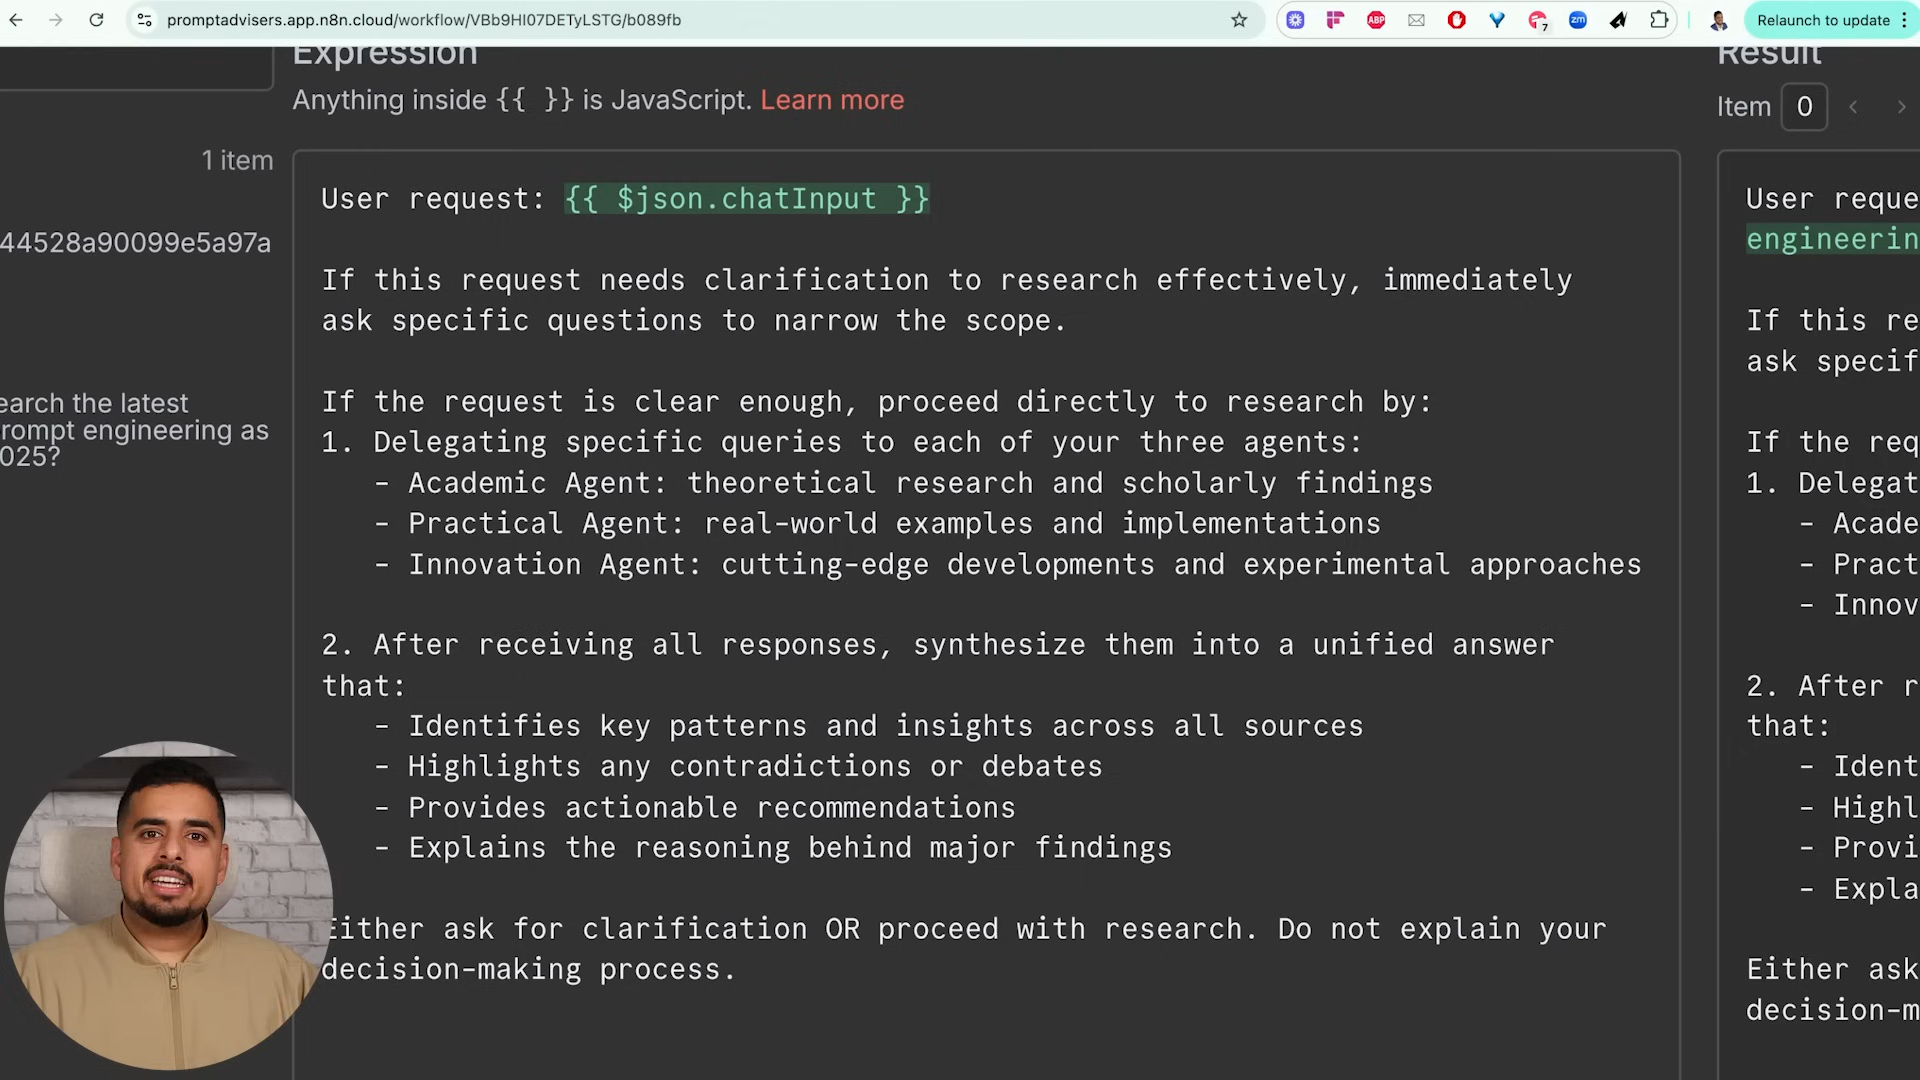 promptadvisers.app.n8n.cloud/workflow/VBb9HI07DETyLSTG/b089fb
ABP
7
zm
Relaunch to update
Expression
Anything inside {{ }} is JavaScript. Learn more
1 item
44528a90099e5a97a
earch the latest
rompt engineering as
025?
User request: {{ $json.chatInput }}
If this request needs clarification to research effectively, immediately
ask specific questions to narrow the scope.
If the request is clear enough, proceed directly to research by:
1. Delegating specific queries to each of your three agents:
- Academic Agent: theoretical research and scholarly findings
- Practical Agent: real-world examples and implementations
- Innovation Agent: cutting-edge developments and experimental approaches
2. After receiving all responses, synthesize them into a unified answer
that:
- Identifies key patterns and insights across all sources
- Highlights any contradictions or debates
- Provides actionable recommendations
- Explains the reasoning behind major findings
Either ask for clarification OR proceed with research. Do not explain your
decision-making process.
Result
Item 0
User reque
engineerin
If this re
ask specif
If the req
1. Delegat
- Acade
- Pract
- Innov
2. After r
that:
- Ident
- Highl
- Provi
- Expla
Either ask
decision-m